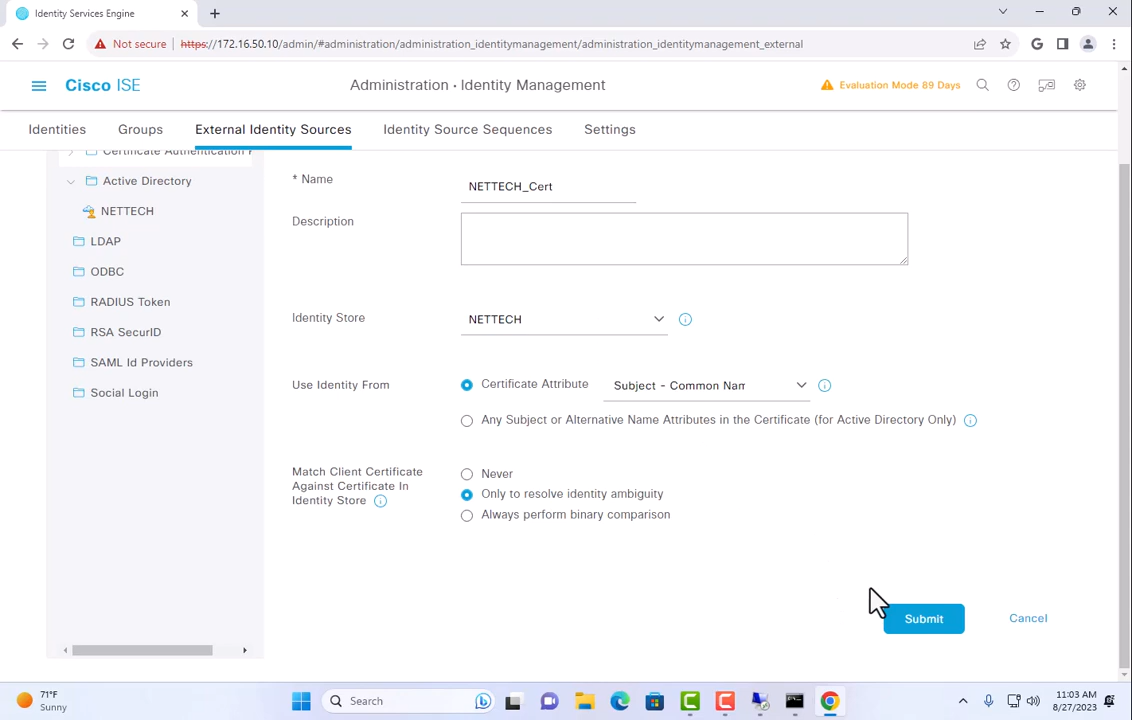 Identity Services Engine
Not secure
https://172.16.50.10/admin/#administration/administration_identitymanagement/administration_identitymanagement_external
Cisco ISE
Administration · Identity Management
Evaluation Mode 89 Days
Identities
Groups
External Identity Sources
Identity Source Sequences
Settings
Certificate Authentication F
Active Directory
NETTECH
LDAP
ODBC
RADIUS Token
RSA SecurID
SAML Id Providers
Social Login
* Name
NETTECH_Cert
Description
Identity Store
NETTECH
Use Identity From
Certificate Attribute
Subject - Common Nam
Any Subject or Alternative Name Attributes in the Certificate (for Active Directory Only)
Match Client Certificate
Against Certificate In
Identity Store
Never
Only to resolve identity ambiguity
Always perform binary comparison
Submit
Cancel
71°F
Sunny
Search
11:03 AM
8/27/2023